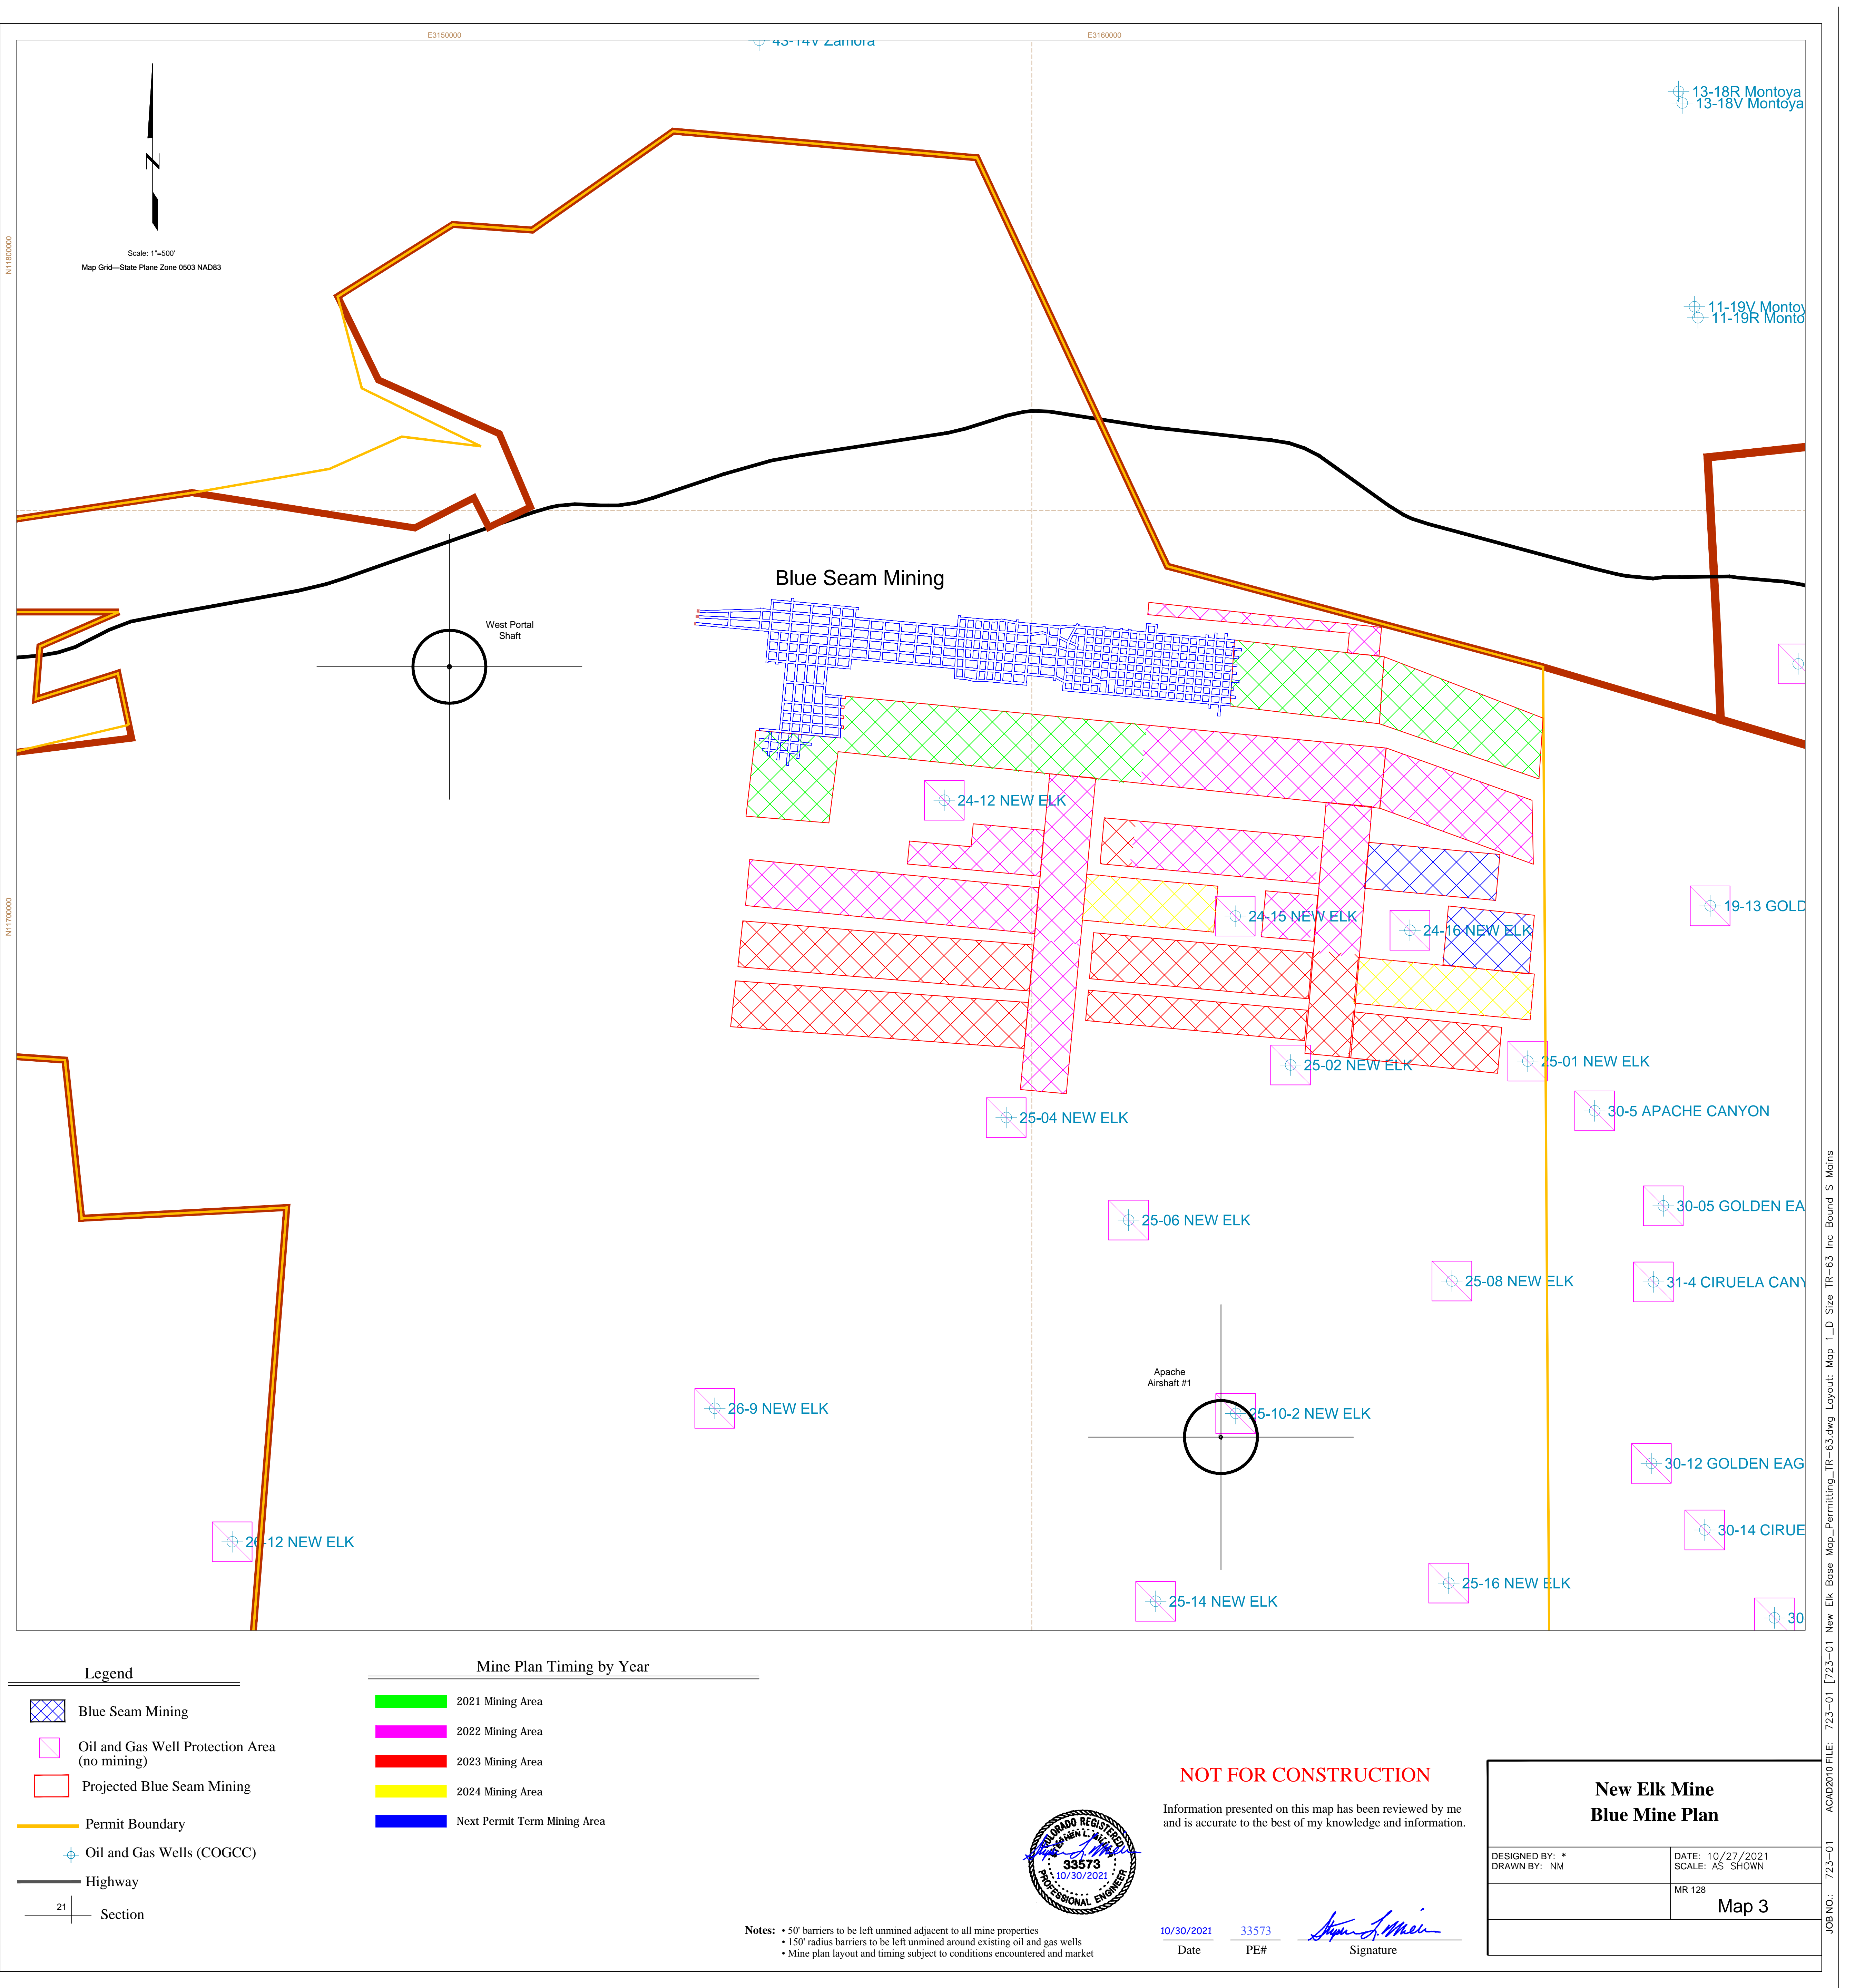 E3150000
E3160000
43-14V Zamora
13-18R Montoya
13-18V Montoya
N
N11800000
Scale: 1"=500'
Map Grid—State Plane Zone 0503 NAD83
11-19V Montoy
11-19R Monto
Blue Seam Mining
West Portal
Shaft
24-12 NEW ELK
N11700000
24-15 NEW ELK
24-16 NEW ELK
19-13 GOLD
25-02 NEW ELK
25-01 NEW ELK
25-04 NEW ELK
30-5 APACHE CANYON
25-06 NEW ELK
30-05 GOLDEN EA
25-08 NEW ELK
31-4 CIRUELA CANY
Apache
Airshaft #1
26-9 NEW ELK
25-10-2 NEW ELK
30-12 GOLDEN EAG
26-12 NEW ELK
30-14 CIRUE
25-16 NEW ELK
25-14 NEW ELK
30
Legend
Blue Seam Mining
Oil and Gas Well Protection Area
(no mining)
Projected Blue Seam Mining
Permit Boundary
Oil and Gas Wells (COGCC)
Highway
21
Section
Mine Plan Timing by Year
2021 Mining Area
2022 Mining Area
2023 Mining Area
2024 Mining Area
Next Permit Term Mining Area
NOT FOR CONSTRUCTION
Information presented on this map has been reviewed by me
and is accurate to the best of my knowledge and information.
COLORADO REGISTERED
33573
10/30/2021
PROFESSIONAL ENGINEER
Notes: • 50' barriers to be left unmined adjacent to all mine properties
• 150' radius barriers to be left unmined around existing oil and gas wells
• Mine plan layout and timing subject to conditions encountered and market
10/30/2021 33573
Date PE# Signature
New Elk Mine
Blue Mine Plan
DESIGNED BY: *
DRAWN BY: NM
DATE: 10/27/2021
SCALE: AS SHOWN
MR 128
Map 3
JOB NO.: 723-01 ACAD2010 FILE: 723-01 [723-01 New Elk Base Map_Permitting_TR-63.dwg Layout: Map 1_D Size TR-63 Inc Bound S Mains